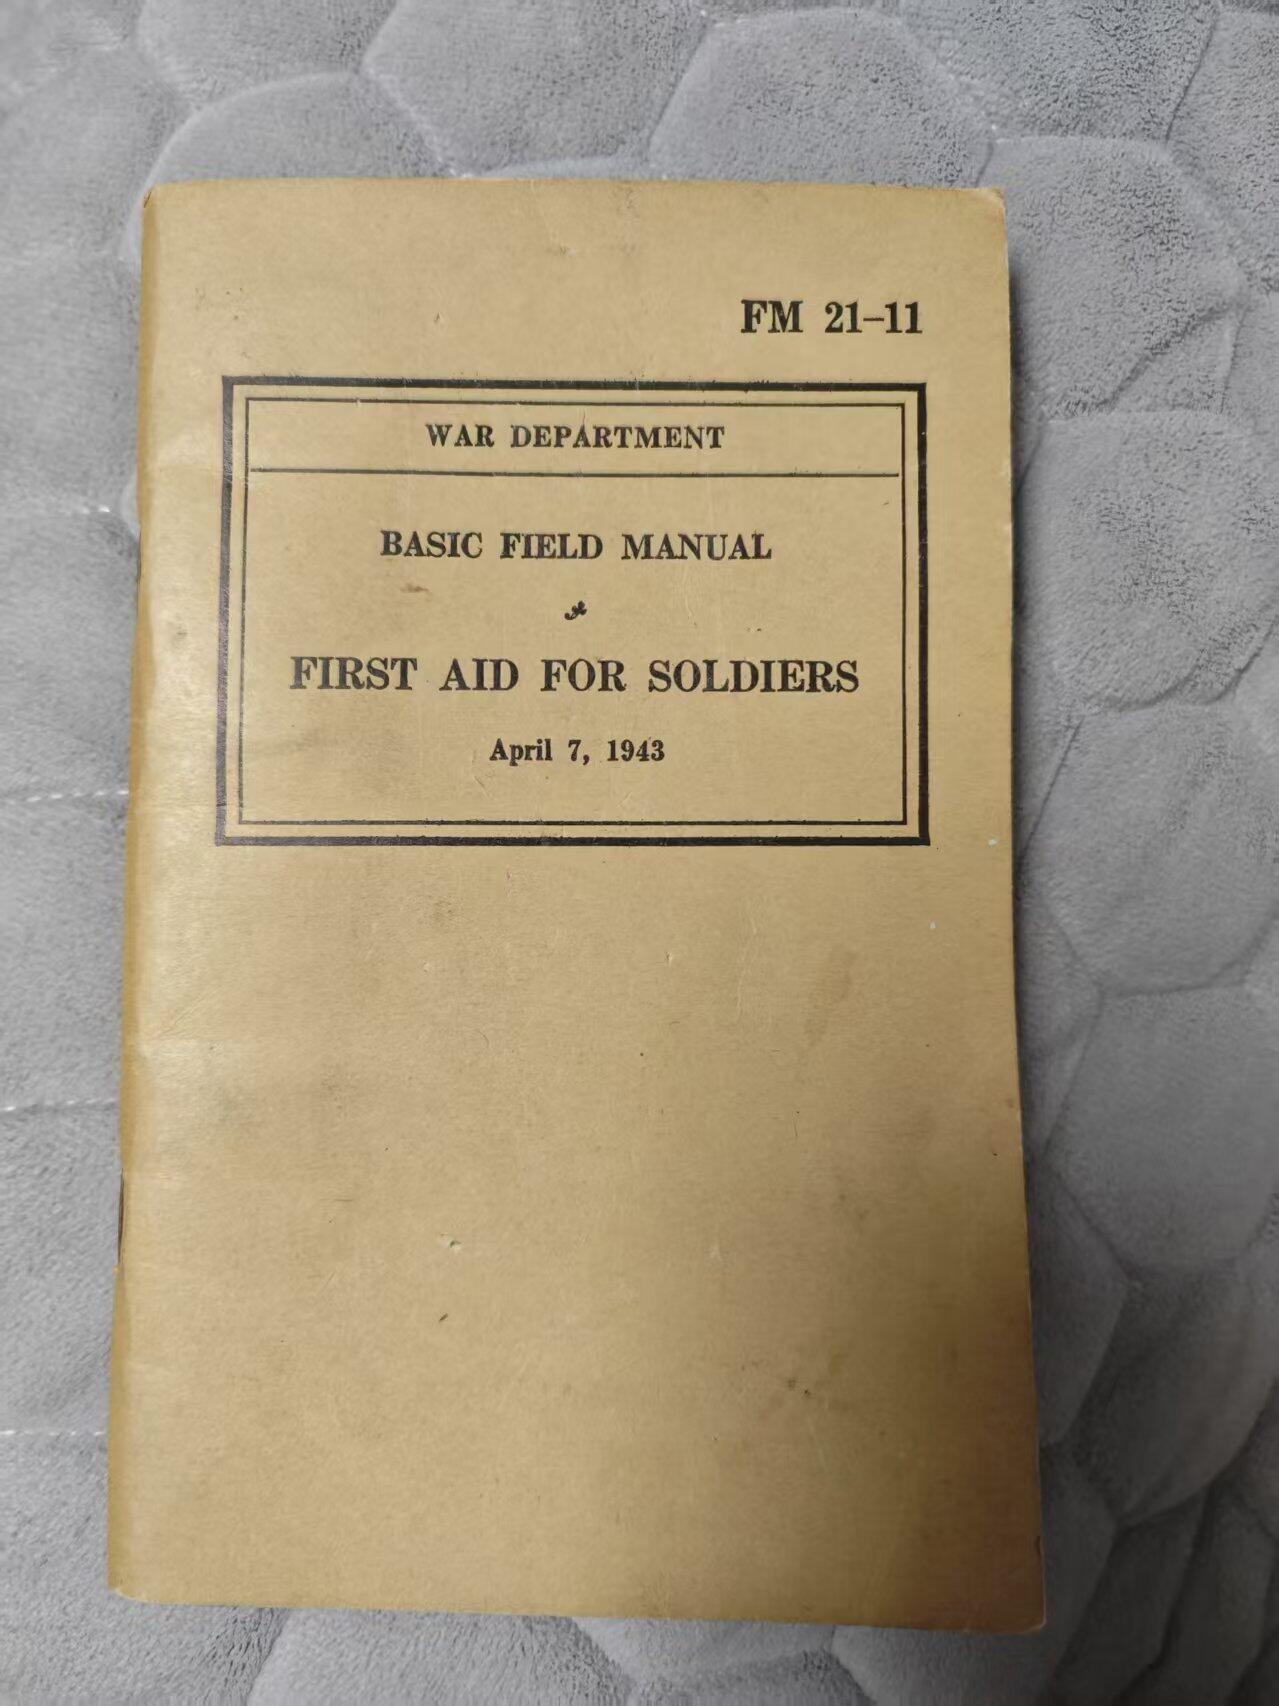 FM 21–11
WAR DEPARTMENT
BASIC FIELD MANUAL
FIRST AID FOR SOLDIERS
April 7, 1943